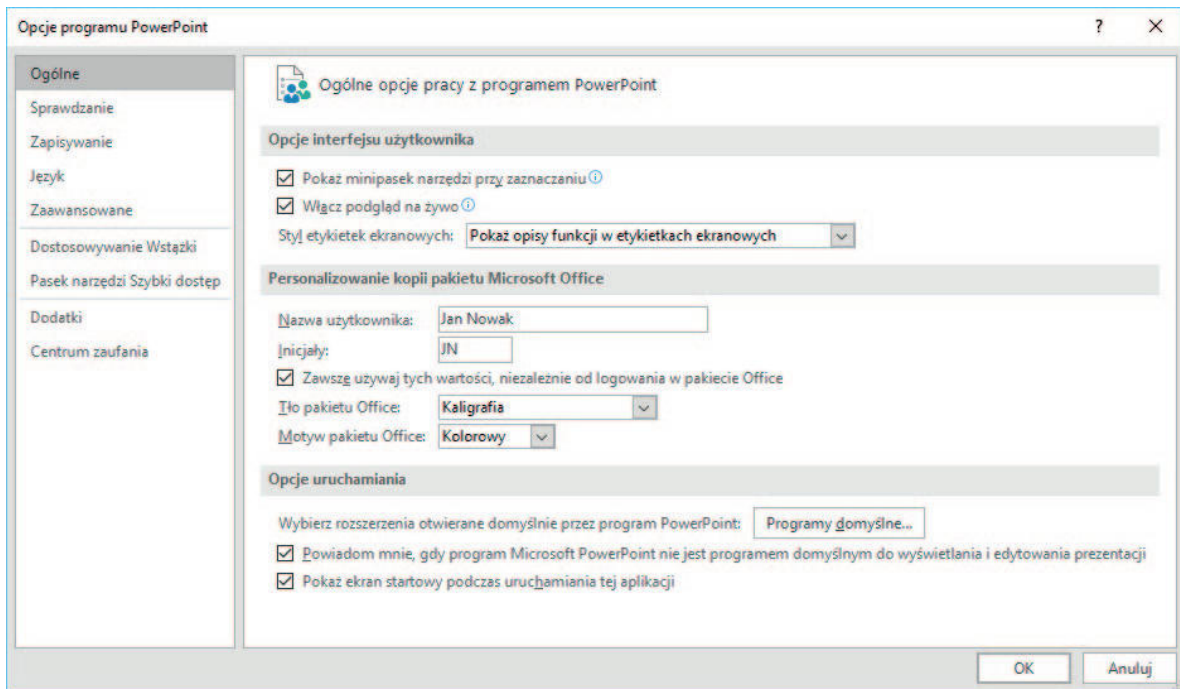 Opcje programu PowerPoint
?
Ogólne
Sprawdzanie
Zapisywanie
Język
Zaawansowane
Dostosowywanie Wstążki
Pasek narzędzi Szybki dostęp
Dodatki
Centrum zaufania
Ogólne opcje pracy z programem PowerPoint
Opcje interfejsu użytkownika
Pokaż minipasek narzędzi przy zaznaczaniu
Włącz podgląd na żywo
Styl etykietek ekranowych: Pokaż opisy funkcji w etykietkach ekranowych
Personalizowanie kopii pakietu Microsoft Office
Nazwa użytkownika: Jan Nowak
Inicjały: JN
Zawsze używaj tych wartości, niezależnie od logowania w pakiecie Office
Tło pakietu Office: Kaligrafia
Motyw pakietu Office: Kolorowy
Opcje uruchamiania
Wybierz rozszerzenia otwierane domyślnie przez program PowerPoint: Programy domyślne...
Powiadom mnie, gdy program Microsoft PowerPoint nie jest programem domyślnym do wyświetlania i edytowania prezentacji
Pokaż ekran startowy podczas uruchamiania tej aplikacji
OK Anuluj